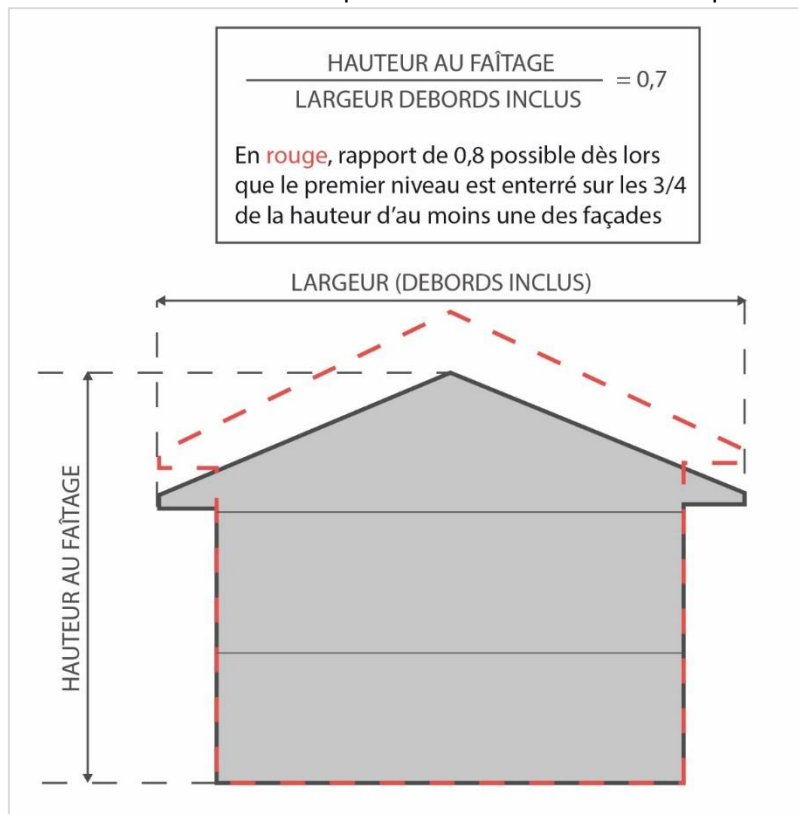 HAUTEUR AU FAÎTAGE
LARGEUR DEBORDS INCLUS
= 0,7
En rouge, rapport de 0,8 possible dès lors
que le premier niveau est enterré sur les 3/4
de la hauteur d'au moins une des façades
LARGEUR (DEBORDS INCLUS)
HAUTEUR AU FAÎTAGE